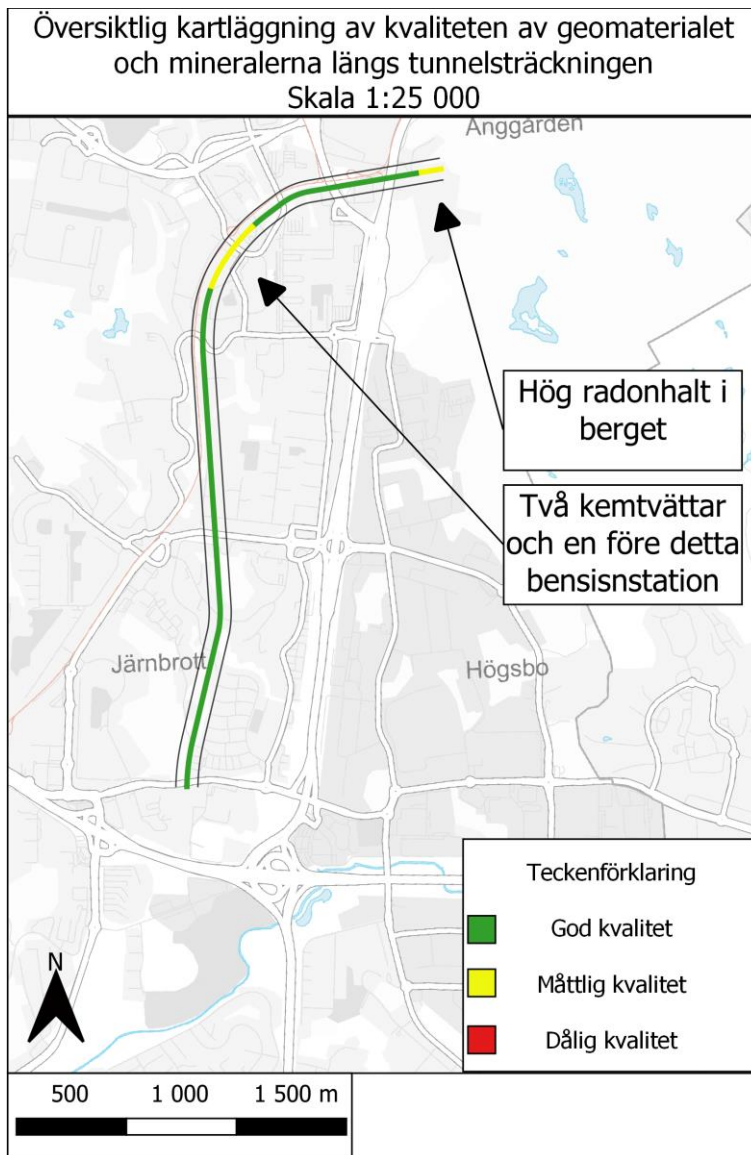 Översiktlig kartläggning av kvaliteten av geomaterialet
och mineralerna längs tunnelsträckningen
Skala 1:25 000
Änggården
Hög radonhalt i
berget
Två kemtvättar
och en före detta
bensisnstation
Järnbrott
Högsbo
Teckenförklaring
God kvalitet
Måttlig kvalitet
Dålig kvalitet
N
500 1 000 1 500 m